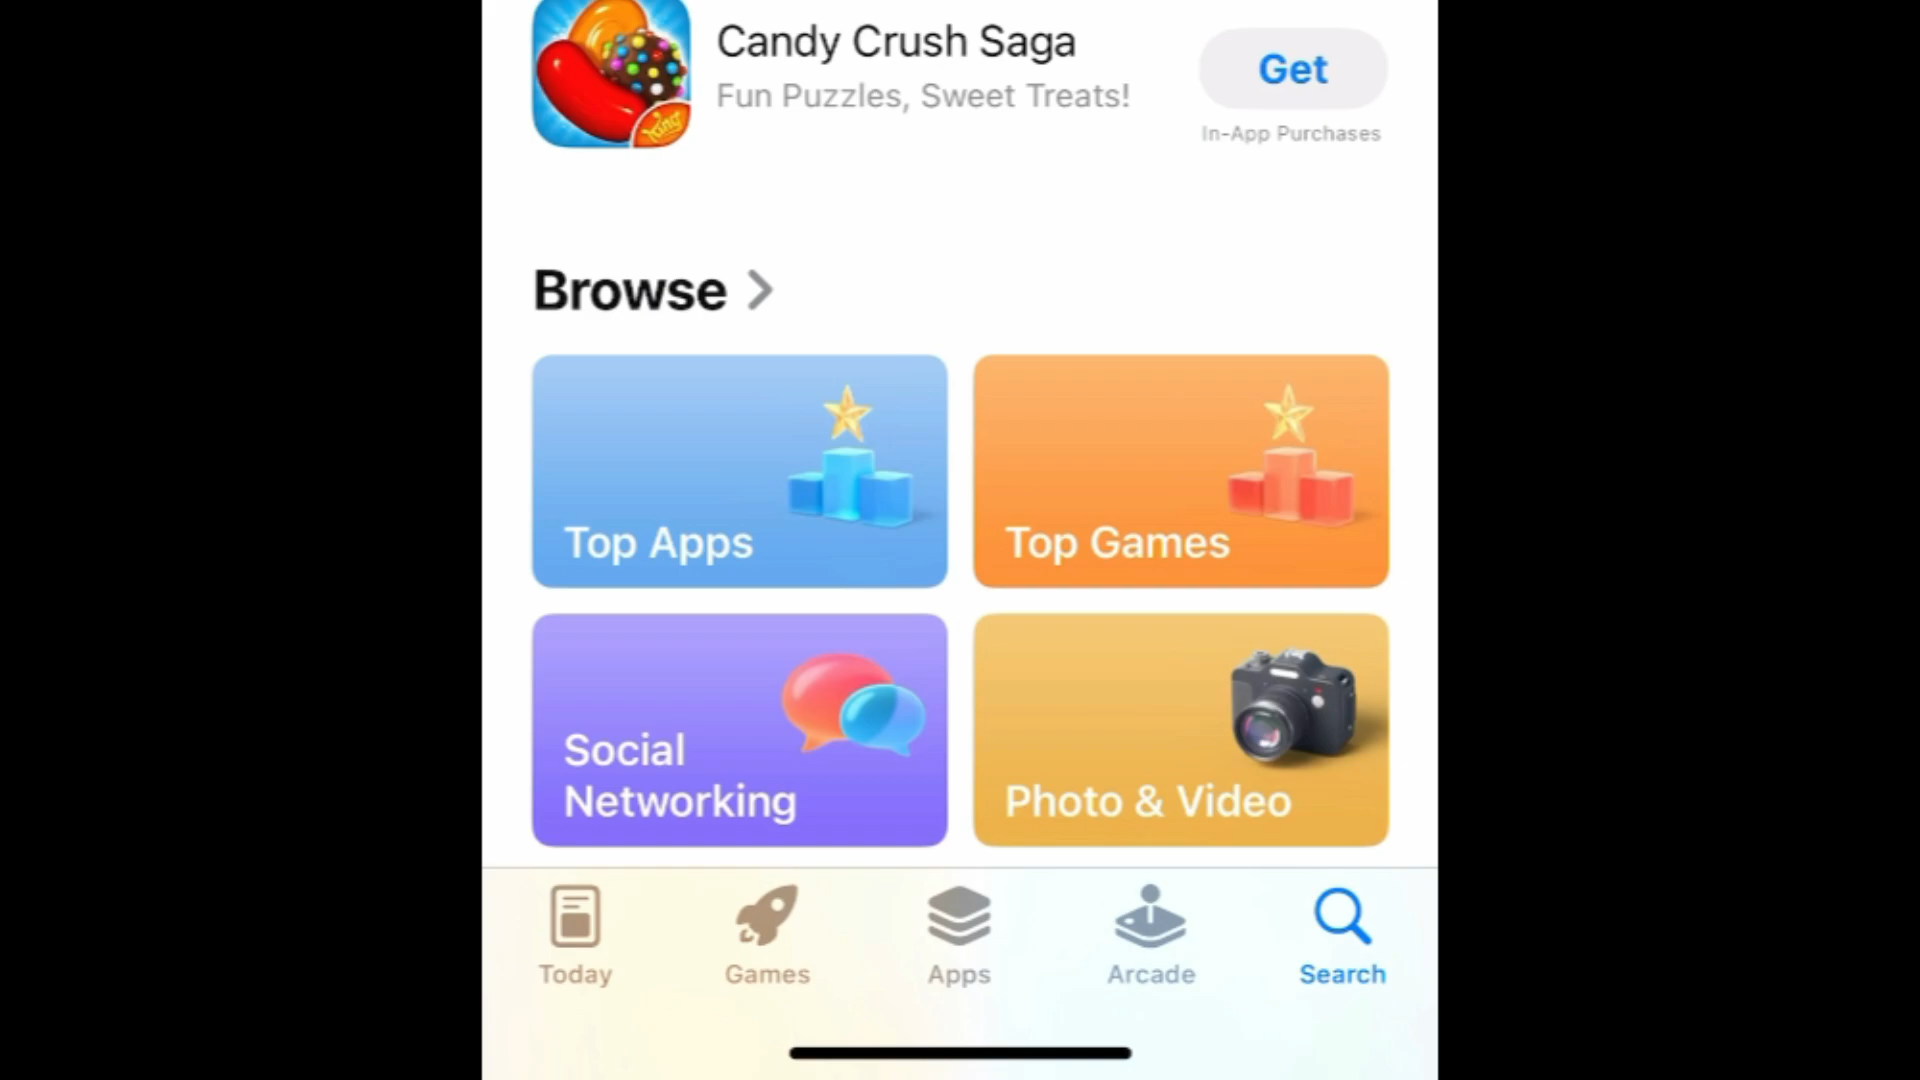 Candy Crush Saga
Fun Puzzles, Sweet Treats!
Get
In-App Purchases
King
Browse
Top Apps
Top Games
Social
Networking
Photo & Video
Today
Games
Apps
Arcade
Search